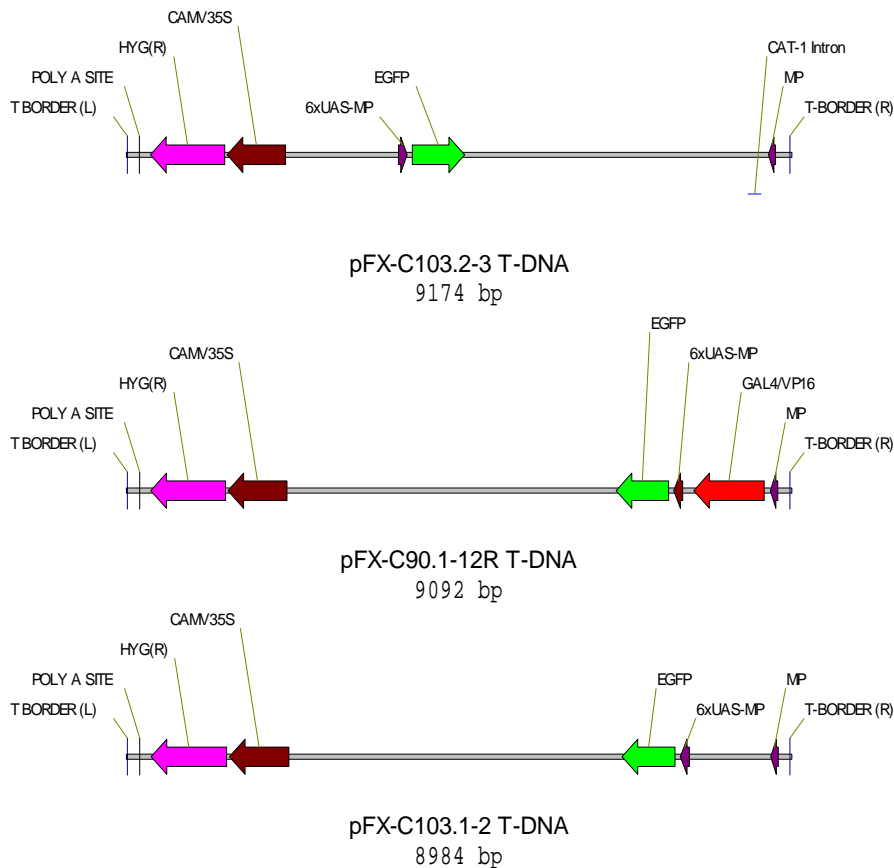 CAMV35S
HYG(R)
CAT-1 Intron
POLY A SITE
EGFP
MP
T BORDER (L)
6xUAS-MP
T-BORDER (R)
pFX-C103.2-3 T-DNA
9174 bp
EGFP
CAMV35S
6xUAS-MP
HYG(R)
GAL4/VP16
POLY A SITE
MP
T BORDER (L)
T-BORDER (R)
pFX-C90.1-12R T-DNA
9092 bp
CAMV35S
HYG(R)
POLY A SITE
EGFP
MP
T BORDER (L)
6xUAS-MP
T-BORDER (R)
pFX-C103.1-2 T-DNA
8984 bp